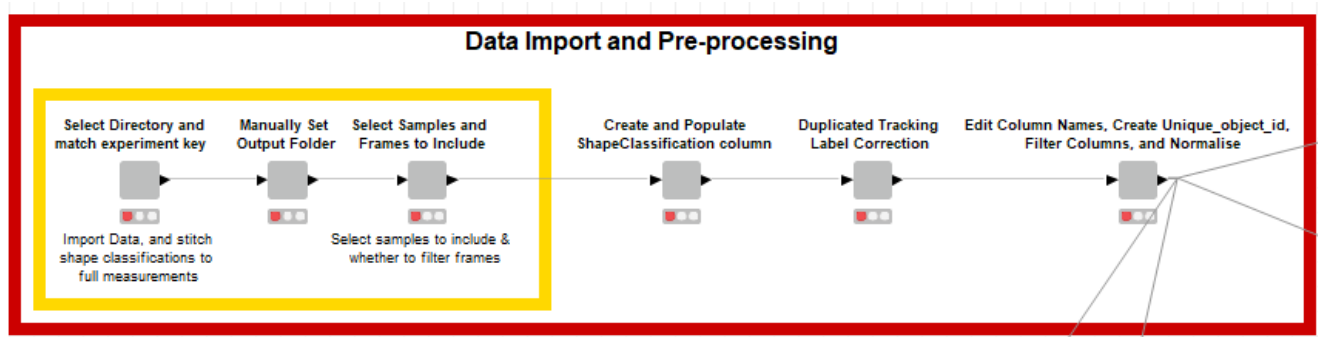 Data Import and Pre-processing
Select Directory and
match experiment key
Manually Set
Output Folder
Select Samples and
Frames to Include
Create and Populate
ShapeClassification column
Duplicated Tracking
Label Correction
Edit Column Names, Create Unique_object_id,
Filter Columns, and Normalise
Import Data, and stitch
shape classifications to
full measurements
Select samples to include &
whether to filter frames